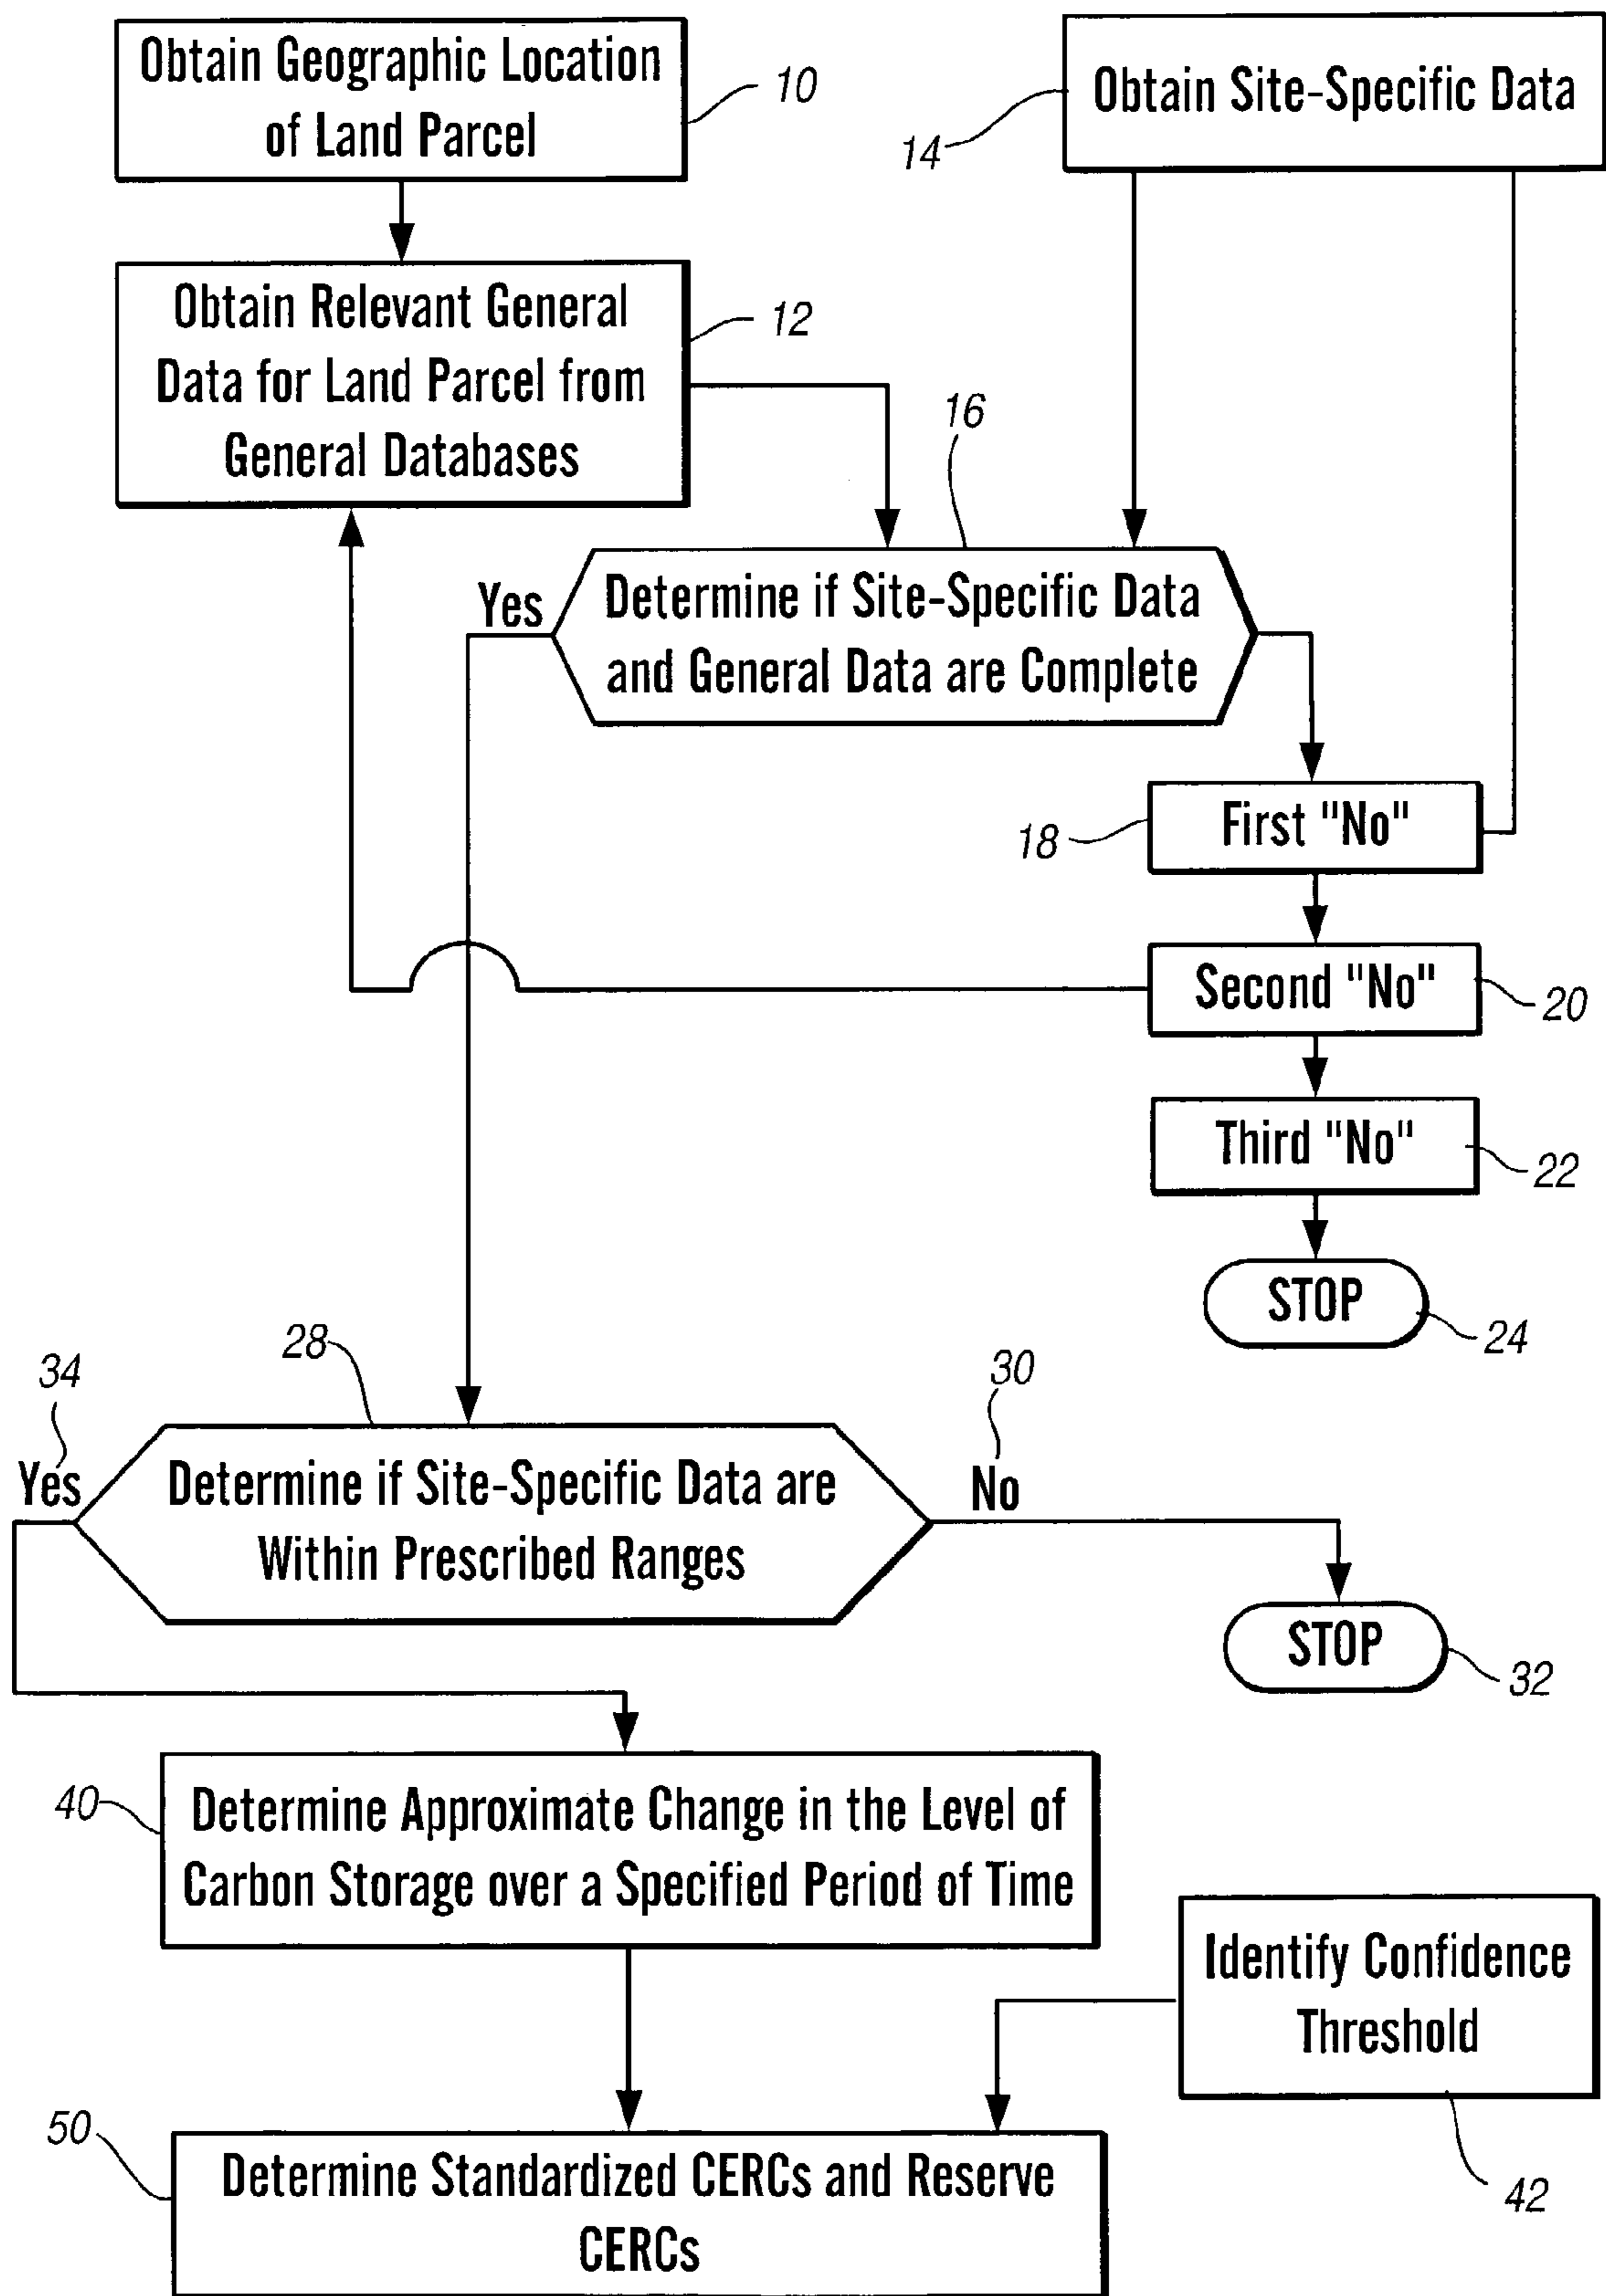 Obtain Geographic Location
of Land Parcel
10
Obtain Site-Specific Data
14
Obtain Relevant General
Data for Land Parcel from
General Databases
12
16
Yes
Determine if Site-Specific Data
and General Data are Complete
First "No"
18
Second "No"
20
Third "No"
22
STOP
24
28
34
30
Yes
Determine if Site-Specific Data are
Within Prescribed Ranges
No
STOP
32
40
Determine Approximate Change in the Level of
Carbon Storage over a Specified Period of Time
Identify Confidence
Threshold
42
50
Determine Standardized CERCs and Reserve
CERCs